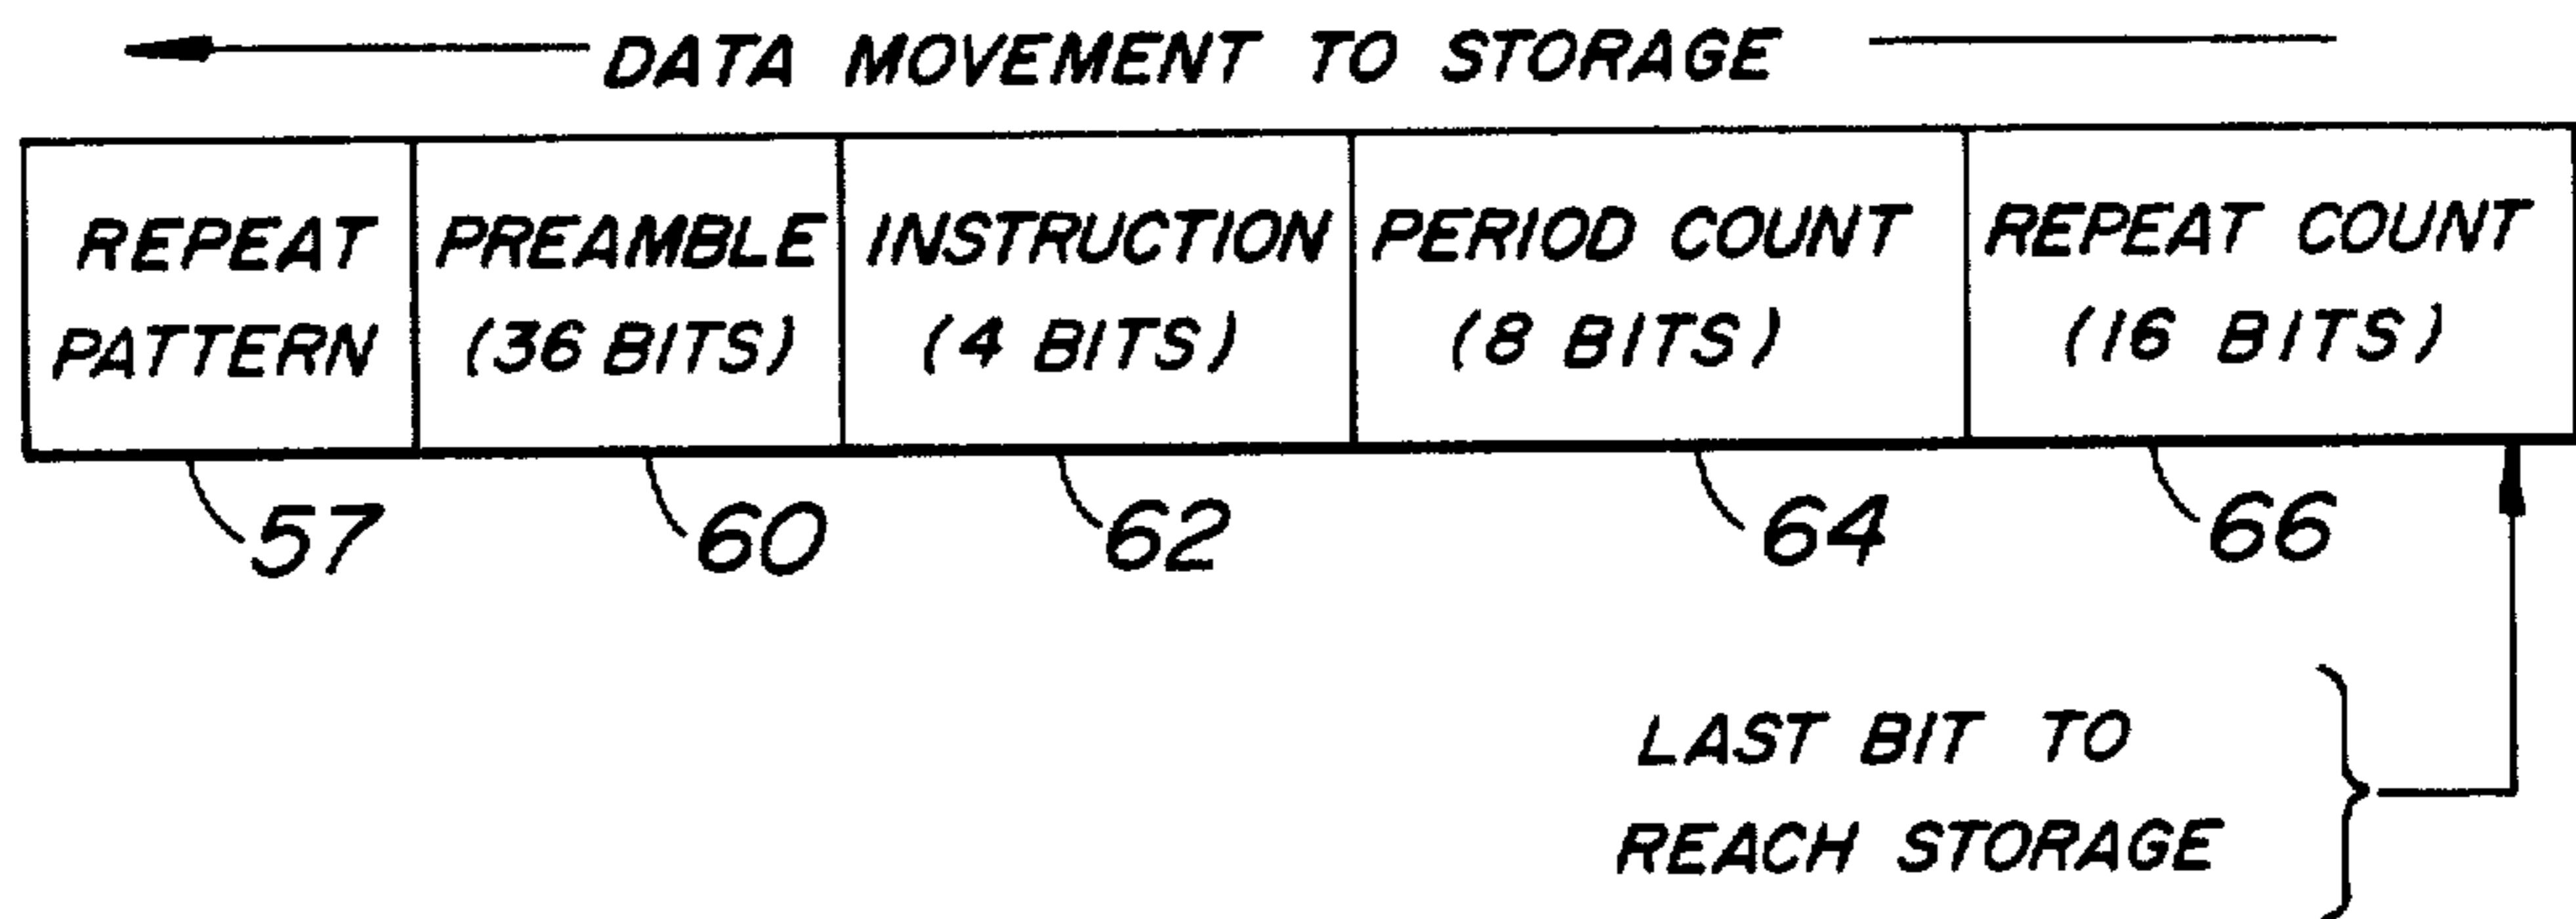 DATA MOVEMENT TO STORAGE
REPEAT PATTERN
PREAMBLE (36 BITS)
INSTRUCTION (4 BITS)
PERIOD COUNT (8 BITS)
REPEAT COUNT (16 BITS)
57 60 62 64 66
LAST BIT TO
REACH STORAGE